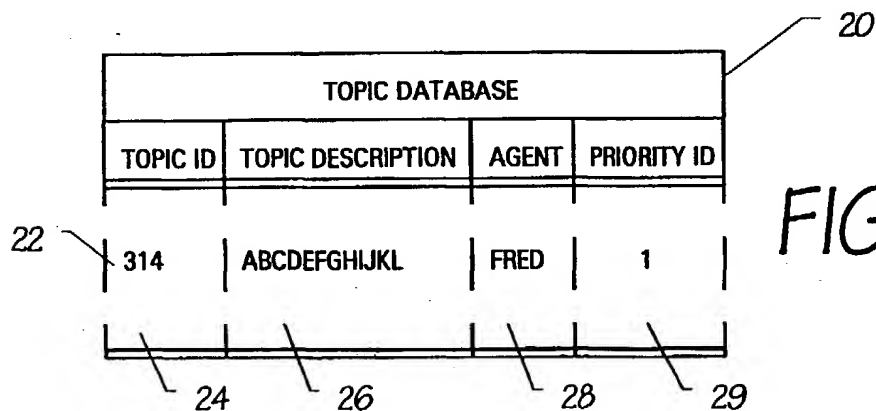 20
TOPIC DATABASE
TOPIC ID TOPIC DESCRIPTION AGENT PRIORITY ID
22 314 ABCDEFGHIJKL FRED 1
FIG
24 26 28 29